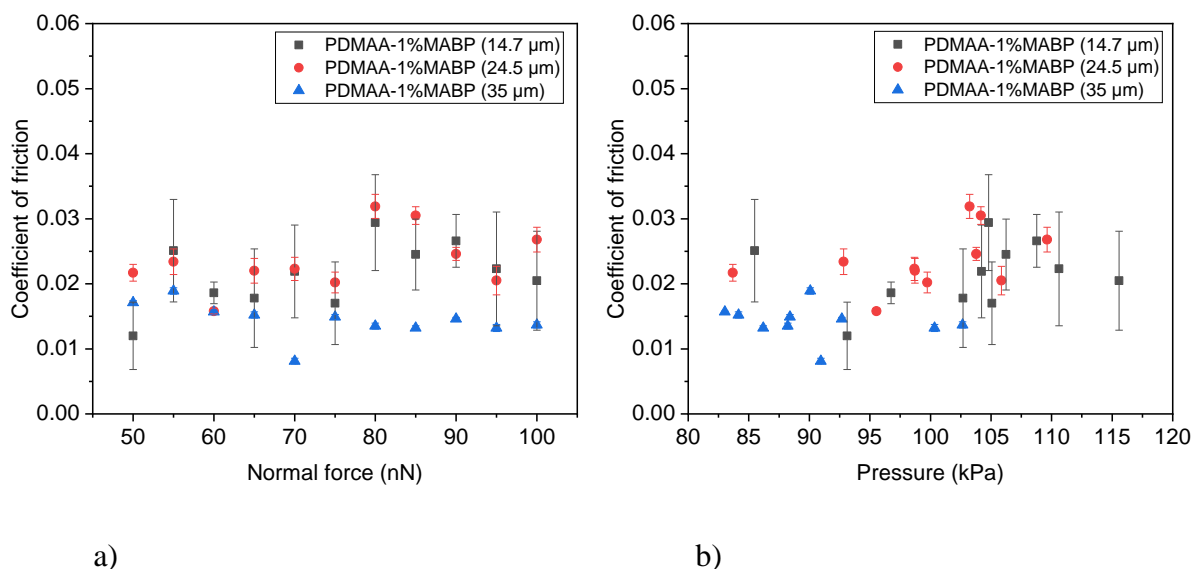 0.06
0.05
0.04
0.03
0.02
0.01
0.00
50
60
70
80
90
100
Coefficient of friction
Normal force (nN)
PDMAA-1%MABP (14.7 μm)
PDMAA-1%MABP (24.5 μm)
PDMAA-1%MABP (35 μm)
a)
0.06
0.05
0.04
0.03
0.02
0.01
0.00
80
85
90
95
100
105
110
115
120
Coefficient of friction
Pressure (kPa)
PDMAA-1%MABP (14.7 μm)
PDMAA-1%MABP (24.5 μm)
PDMAA-1%MABP (35 μm)
b)